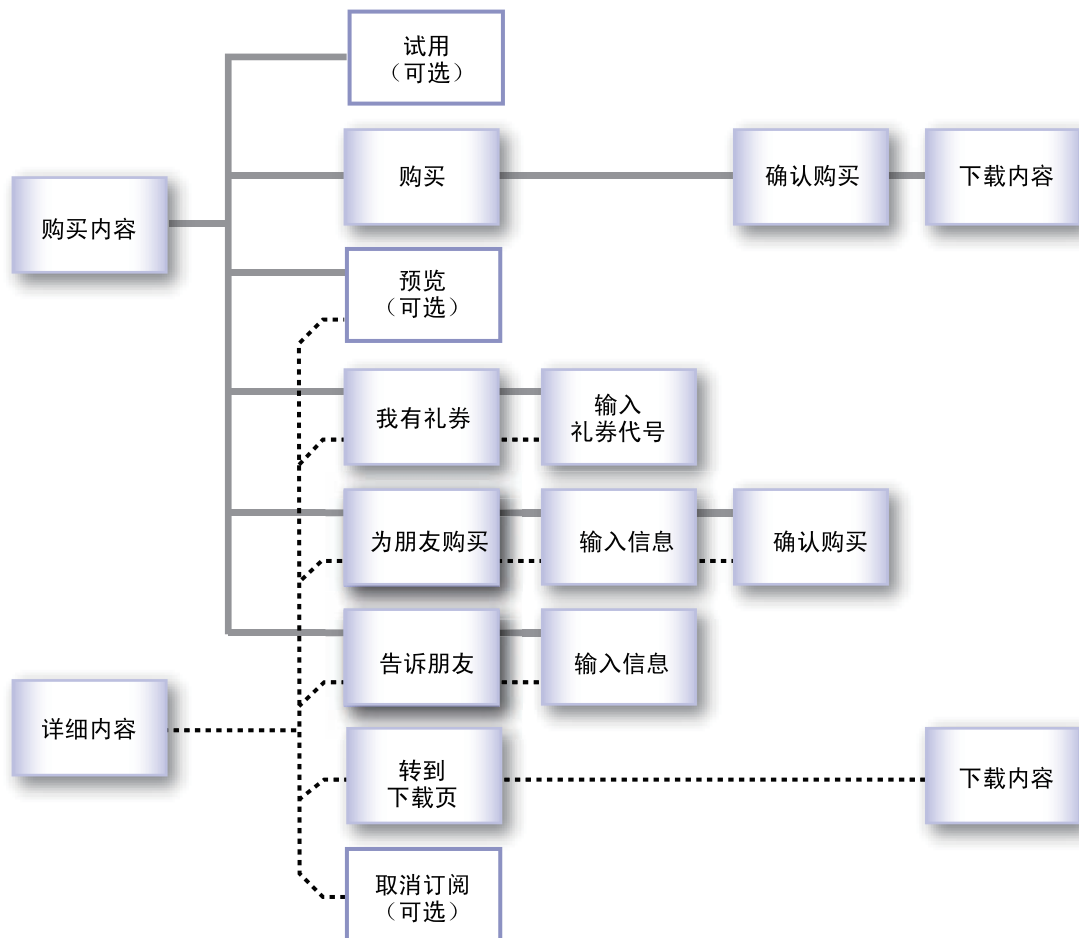 试用
（可选）
购买
确认购买
下载内容
购买内容
预览
（可选）
我有礼券
输入
礼券代号
为朋友购买
输入信息
确认购买
告诉朋友
输入信息
详细内容
转到
下载页
下载内容
取消订阅
（可选）